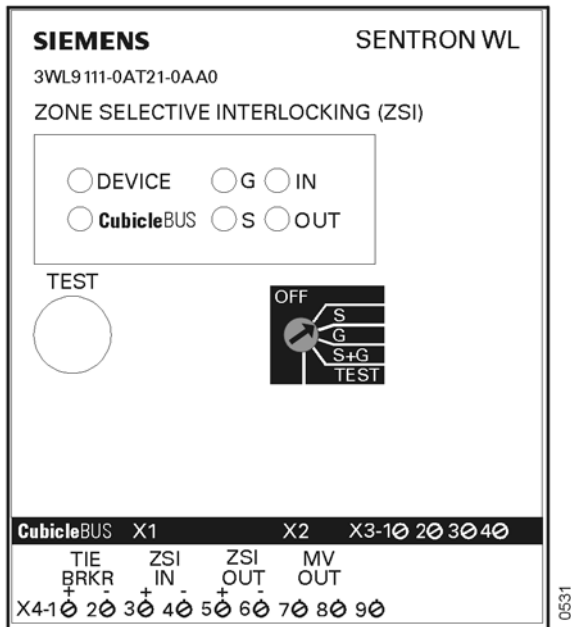 SIEMENS SENTRON WL
3WL9111-0AT21-0AA0
ZONE SELECTIVE INTERLOCKING (ZSI)
DEVICE G IN
CubicleBUS S OUT
TEST
OFF
S
G
S+G
TEST
CubicleBUS X1 X2 X3-1 2 3 4
TIE ZSI ZSI MV
BRKR IN OUT OUT
+ - + - + -
X4-1 2 3 4 5 6 7 8 9
0531